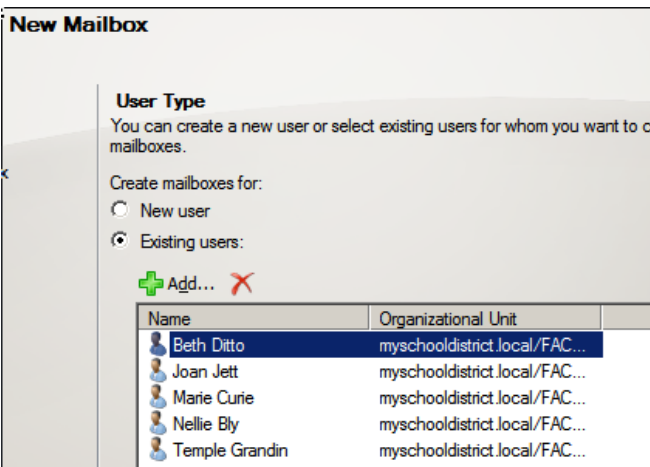 New Mailbox
User Type
You can create a new user or select existing users for whom you want to c
mailboxes.
Create mailboxes for:
New user
Existing users:
Add...
Name Organizational Unit
Beth Ditto myschooldistrict.local/FAC...
Joan Jett myschooldistrict.local/FAC...
Marie Curie myschooldistrict.local/FAC...
Nellie Bly myschooldistrict.local/FAC...
Temple Grandin myschooldistrict.local/FAC...